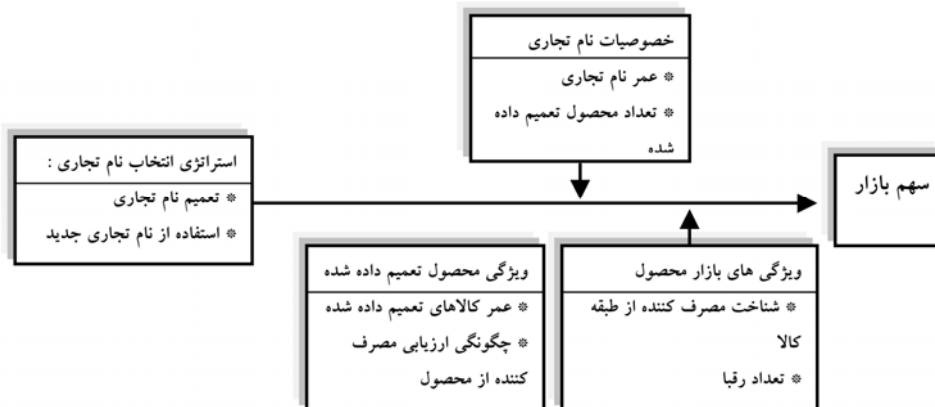 خصوصیات نام تجاری
※ عمر نام تجاری
※ تعداد محصول تعمیم داده
شده
استراتژی انتخاب نام تجاری :
※ تعمیم نام تجاری
※ استفاده از نام تجاری جدید
سهم بازار
ویژگی های بازار محصول
※ شناخت مصرف کننده از طبقه
کالا
※ تعداد رقبا
ویژگی محصول تعمیم داده شده
※ عمر کالاهای تعمیم داده شده
※ چگونگی ارزیابی مصرف
کننده از محصول